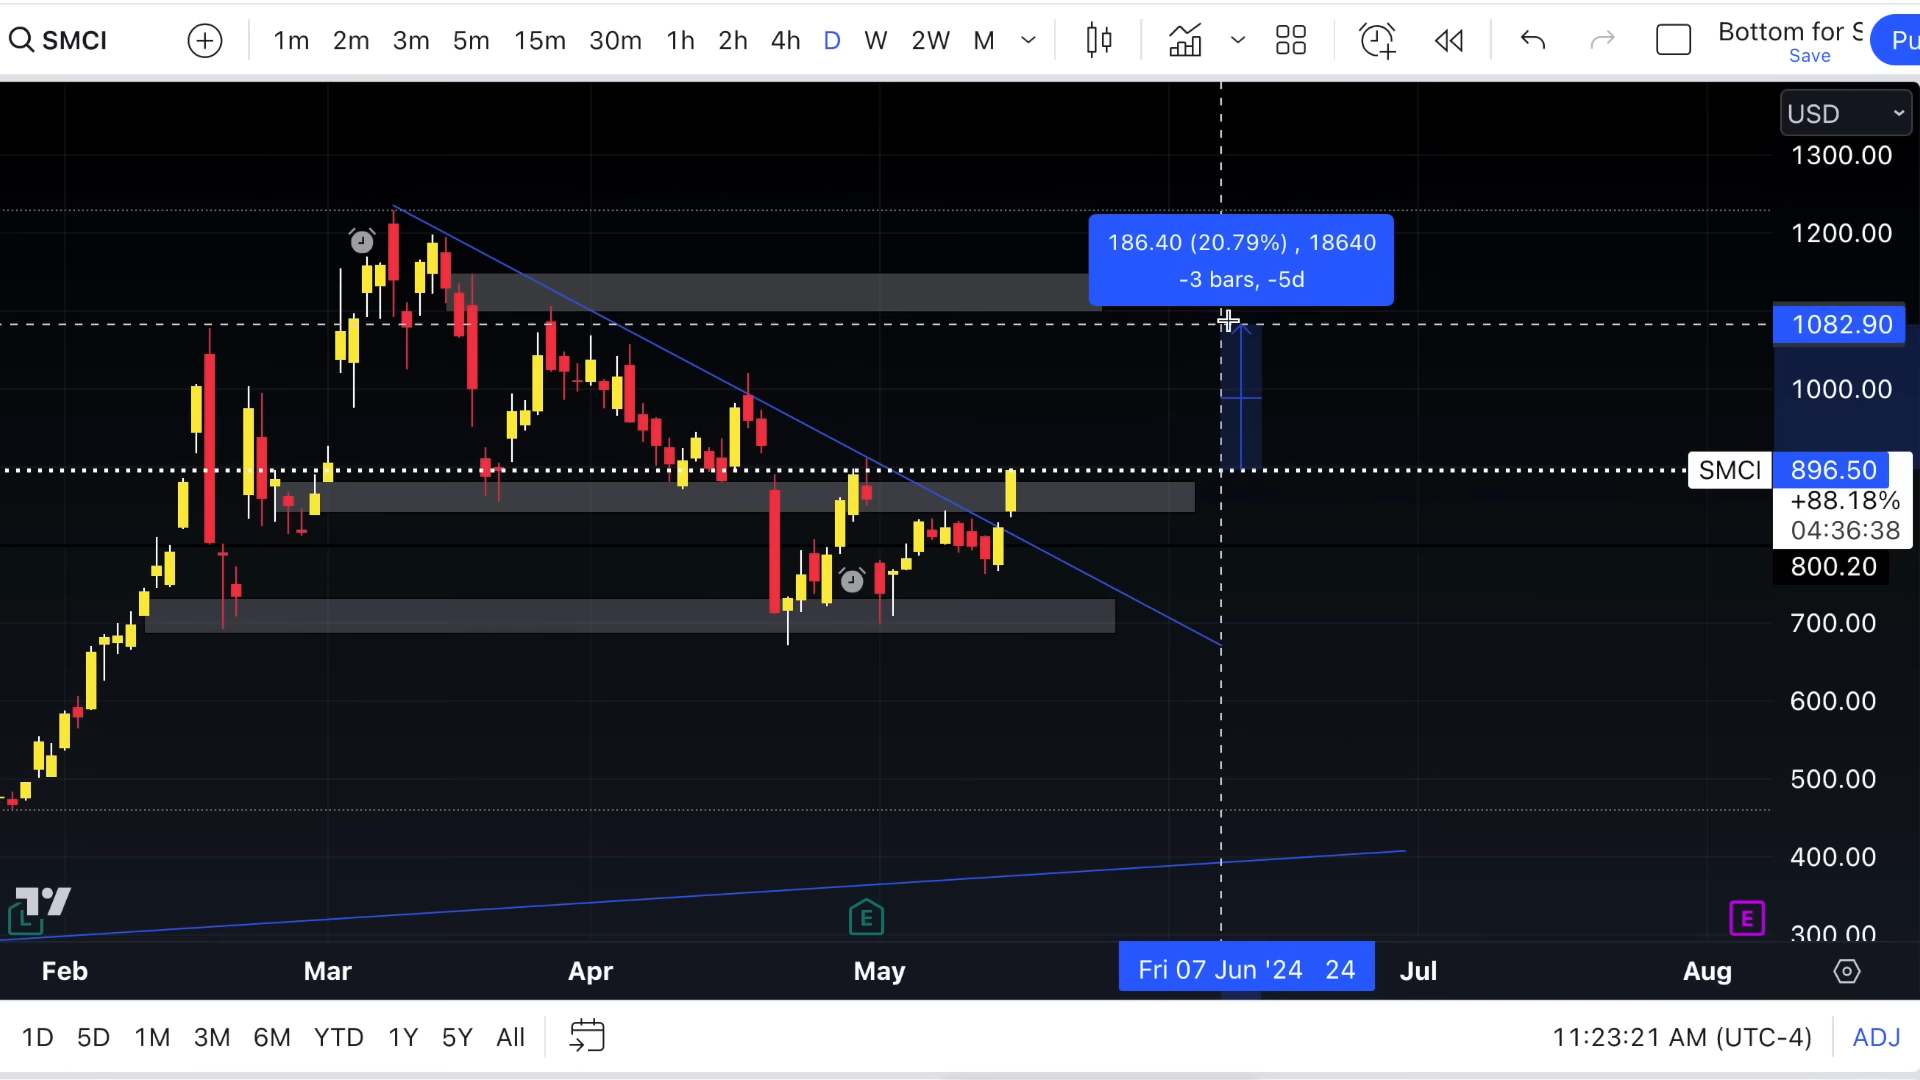 SMCI 1m 2m 3m 5m 15m 30m 1h 2h 4h D W 2W M Bottom for S
Save
Pu
USD
1300.00
1200.00
186.40 (20.79%) , 18640
-3 bars, -5d
1082.90
1000.00
SMCI 896.50
+88.18%
04:36:38
800.20
700.00
600.00
500.00
400.00
L E E
300.00
Feb Mar Apr May Fri 07 Jun '24 24 Jul Aug
1D 5D 1M 3M 6M YTD 1Y 5Y All 11:23:21 AM (UTC-4) ADJ